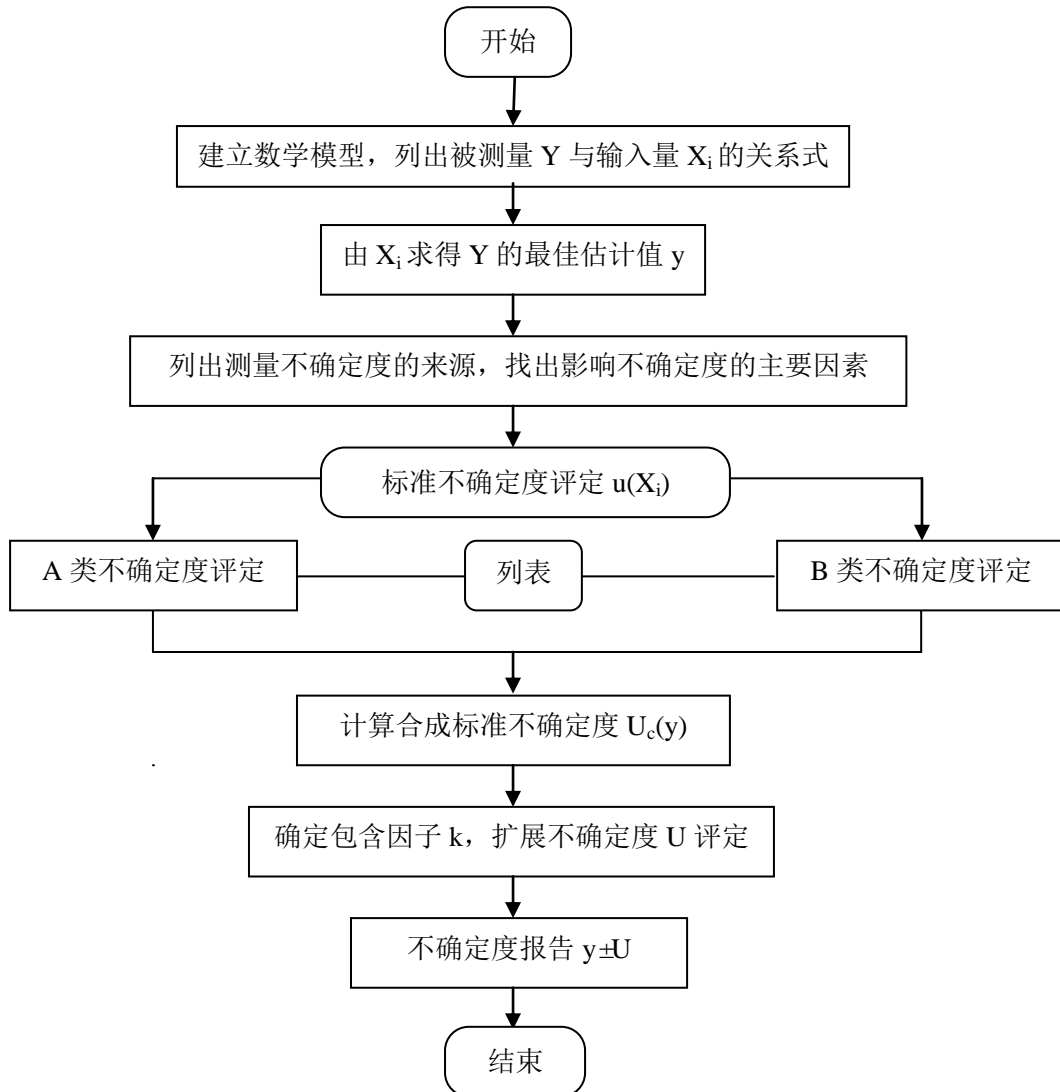 开始
建立数学模型，列出被测量 Y 与输入量 Xi 的关系式
由 Xi 求得 Y 的最佳估计值 y
列出测量不确定度的来源，找出影响不确定度的主要因素
标准不确定度评定 u(Xi)
A 类不确定度评定
列表
B 类不确定度评定
计算合成标准不确定度 Uc(y)
确定包含因子 k，扩展不确定度 U 评定
不确定度报告 y±U
结束